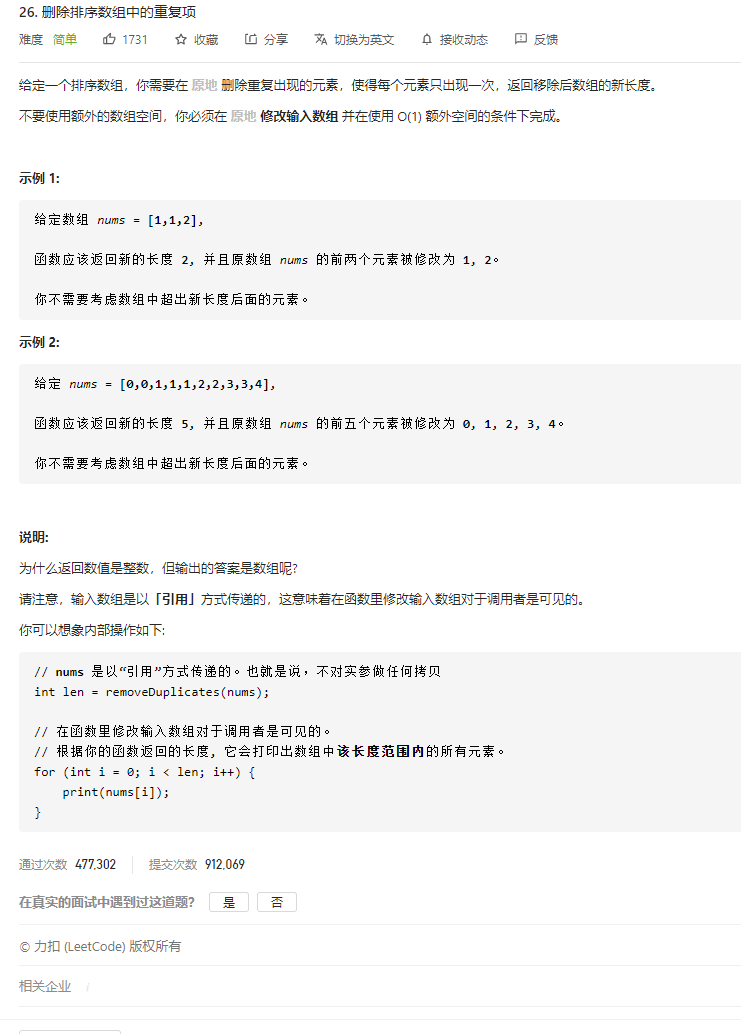 26. 删除排序数组中的重复项
难度 简单 1731 收藏 分享 切换为英文 接收动态 反馈
给定一个排序数组，你需要在 原地 删除重复出现的元素，使得每个元素只出现一次，返回移除后数组的新长度。
不要使用额外的数组空间，你必须在 原地 修改输入数组 并在使用 O(1) 额外空间的条件下完成。
示例 1:
给定数组 nums = [1,1,2],
函数应该返回新的长度 2, 并且原数组 nums 的前两个元素被修改为 1, 2。
你不需要考虑数组中超出新长度后面的元素。
示例 2:
给定 nums = [0,0,1,1,1,2,2,3,3,4],
函数应该返回新的长度 5, 并且原数组 nums 的前五个元素被修改为 0, 1, 2, 3, 4。
你不需要考虑数组中超出新长度后面的元素。
说明:
为什么返回数值是整数，但输出的答案是数组呢?
请注意，输入数组是以「引用」方式传递的，这意味着在函数里修改输入数组对于调用者是可见的。
你可以想象内部操作如下:
// nums 是以“引用”方式传递的。也就是说，不对实参做任何拷贝
int len = removeDuplicates(nums);
// 在函数里修改输入数组对于调用者是可见的。
// 根据你的函数返回的长度, 它会打印出数组中该长度范围内的所有元素。
for (int i = 0; i < len; i++) {
    print(nums[i]);
}
通过次数 477,302 提交次数 912,069
在真实的面试中遇到过这道题? 是 否
© 力扣 (LeetCode) 版权所有
相关企业 i